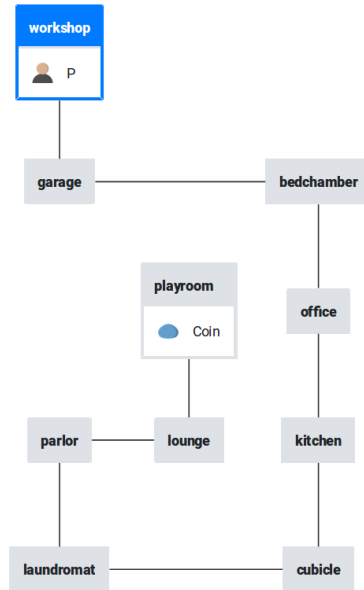 workshop
P
garage
bedchamber
playroom
office
Coin
parlor
lounge
kitchen
laundromat
cubicle